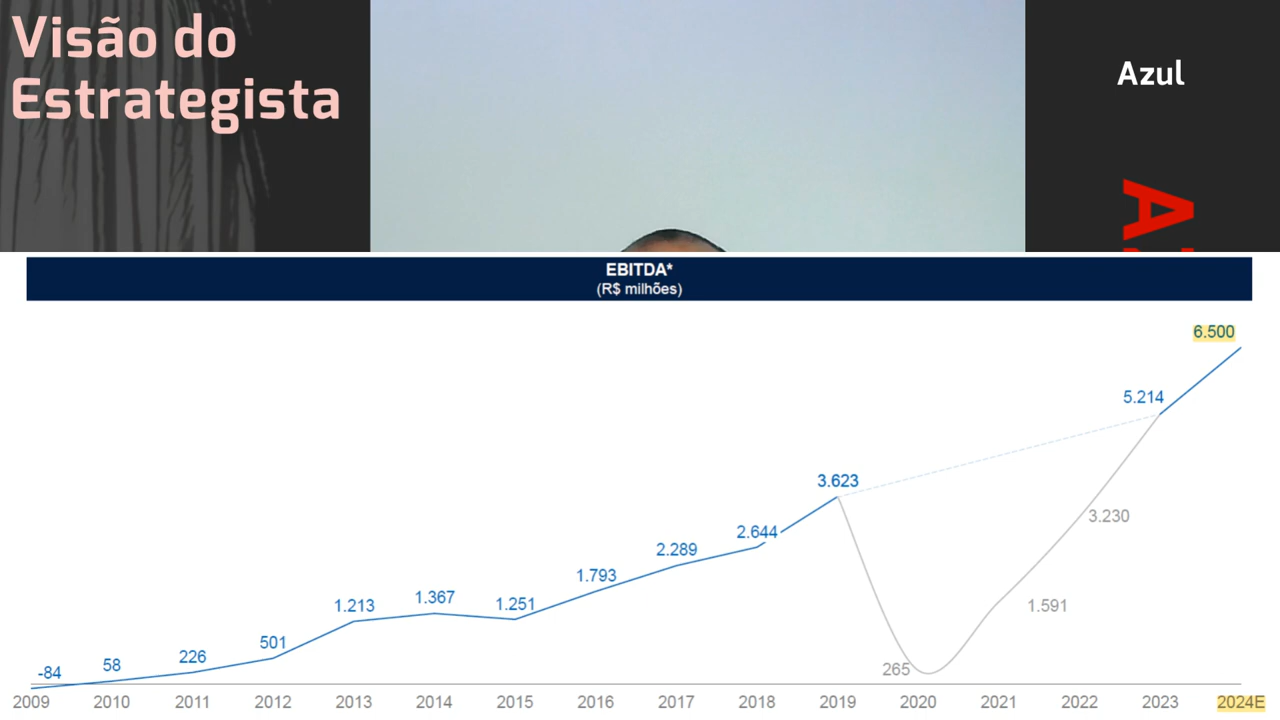 Visão do
Estrategista
Azul
A
EBITDA*
(R$ milhões)
6.500
5.214
3.623
3.230
2.644
2.289
1.793
1.591
1.213
1.367
1.251
501
226
58
-84
265
2009 2010 2011 2012 2013 2014 2015 2016 2017 2018 2019 2020 2021 2022 2023 2024E